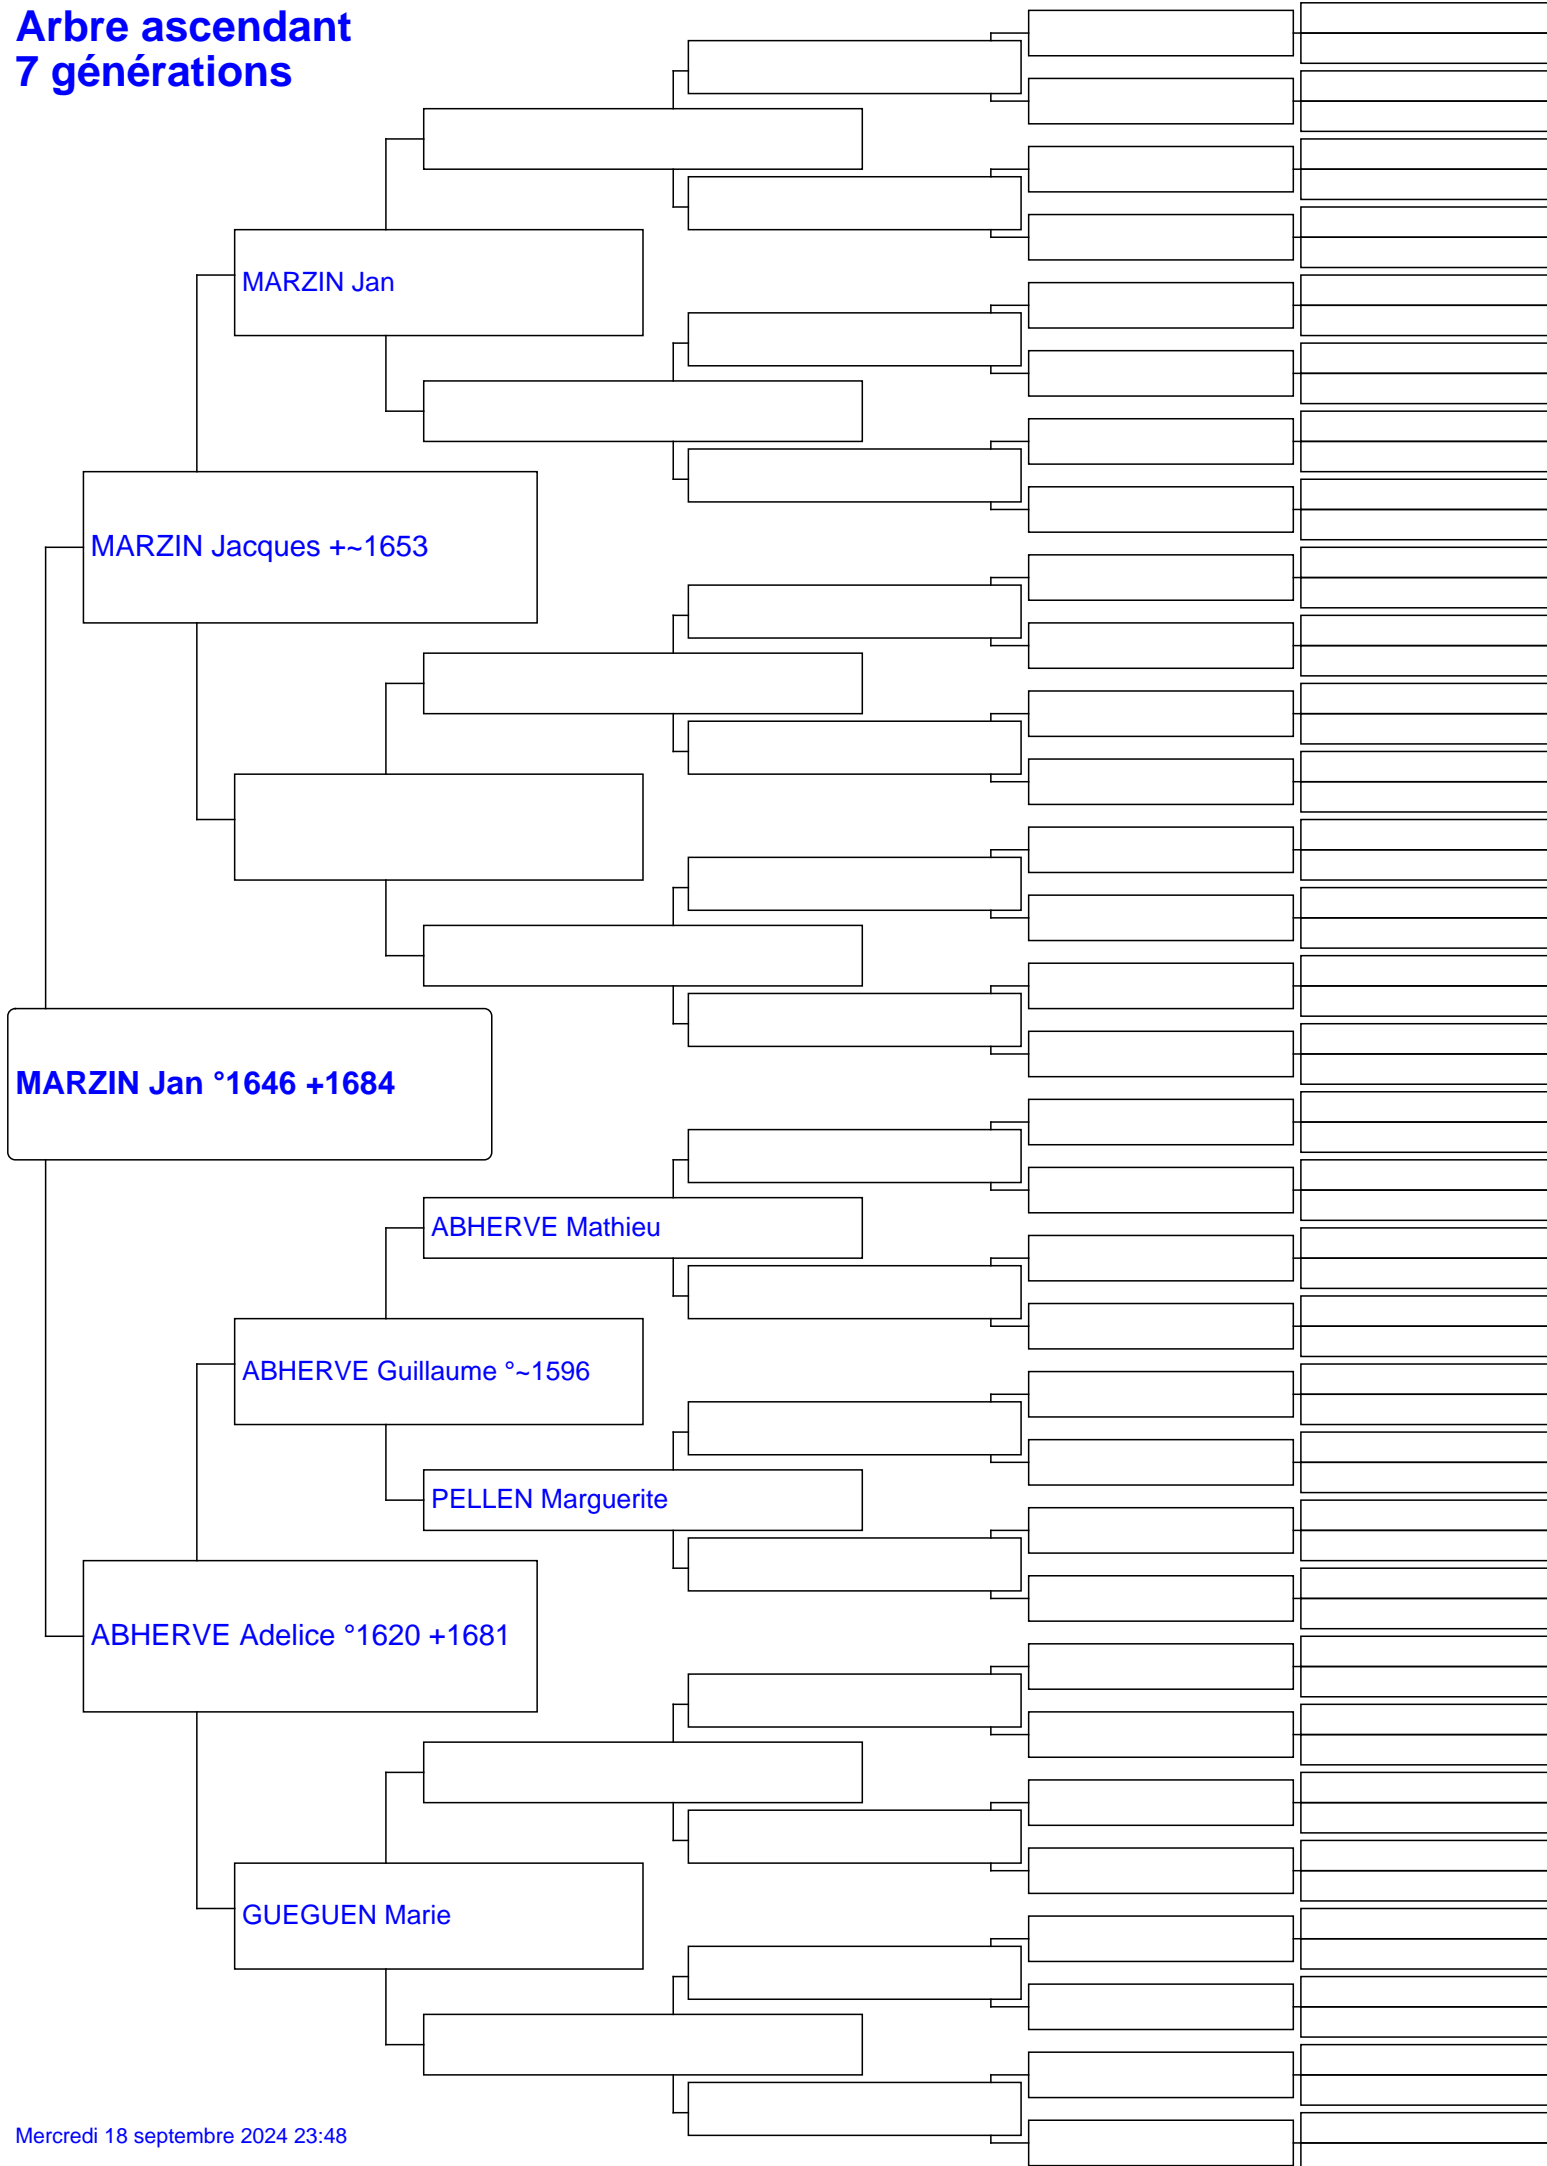 Arbre ascendant
7 générations
MARZIN Jan
MARZIN Jacques +~1653
MARZIN Jan °1646 +1684
ABHERVE Mathieu
ABHERVE Guillaume °~1596
PELLEN Marguerite
ABHERVE Adelice °1620 +1681
GUEGUEN Marie
Mercredi 18 septembre 2024 23:48